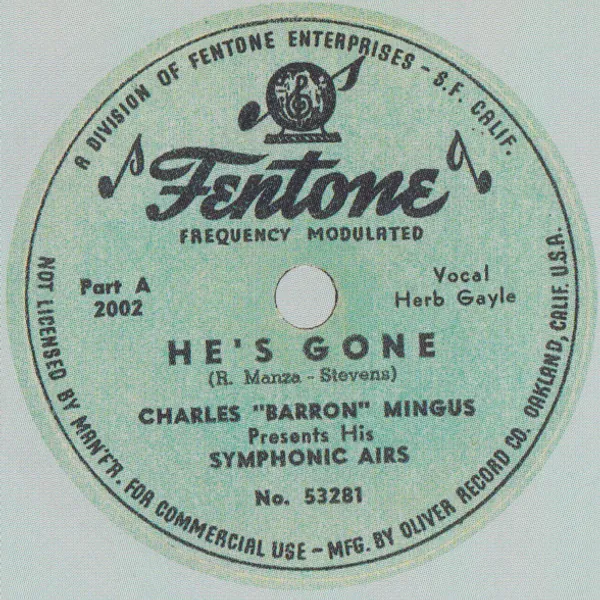 A DIVISION OF FENTONE ENTERPRISES - S.F. CALIF.
Fentone
FREQUENCY MODULATED
Part A
2002
Vocal
Herb Gayle
HE'S GONE
(R. Manza - Stevens)
CHARLES "BARRON" MINGUS
Presents His
SYMPHONIC AIRS
No. 53281
NOT LICENSED BY MAN'FR. FOR COMMERCIAL USE - MFG. BY OLIVER RECORD CO. OAKLAND, CALIF. U.S.A.